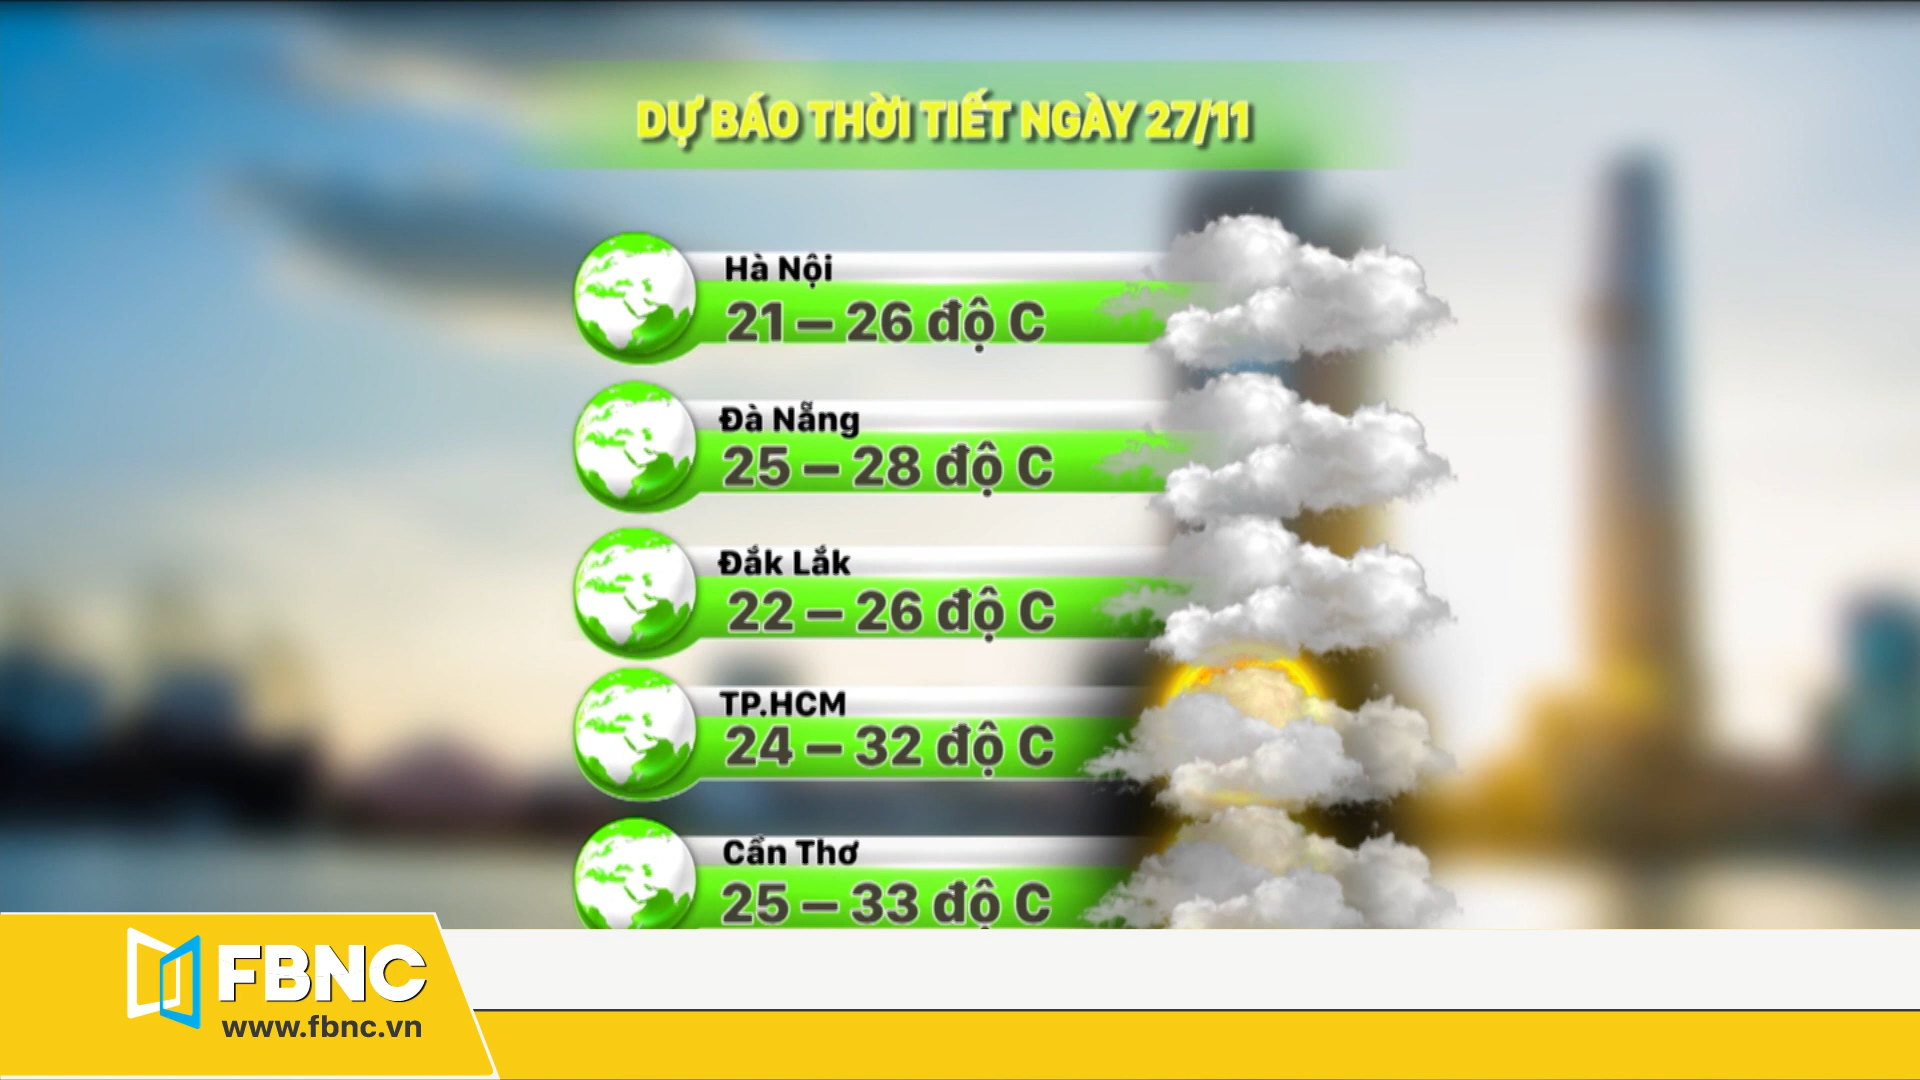 DỰ BÁO THỜI TIẾT NGÀY 27/11
Hà Nội
21 – 26 độ C
Đà Nẵng
25 – 28 độ C
Đắk Lắk
22 – 26 độ C
TP.HCM
24 – 32 độ C
Cần Thơ
25 – 33 độ C
FBNC
www.fbnc.vn